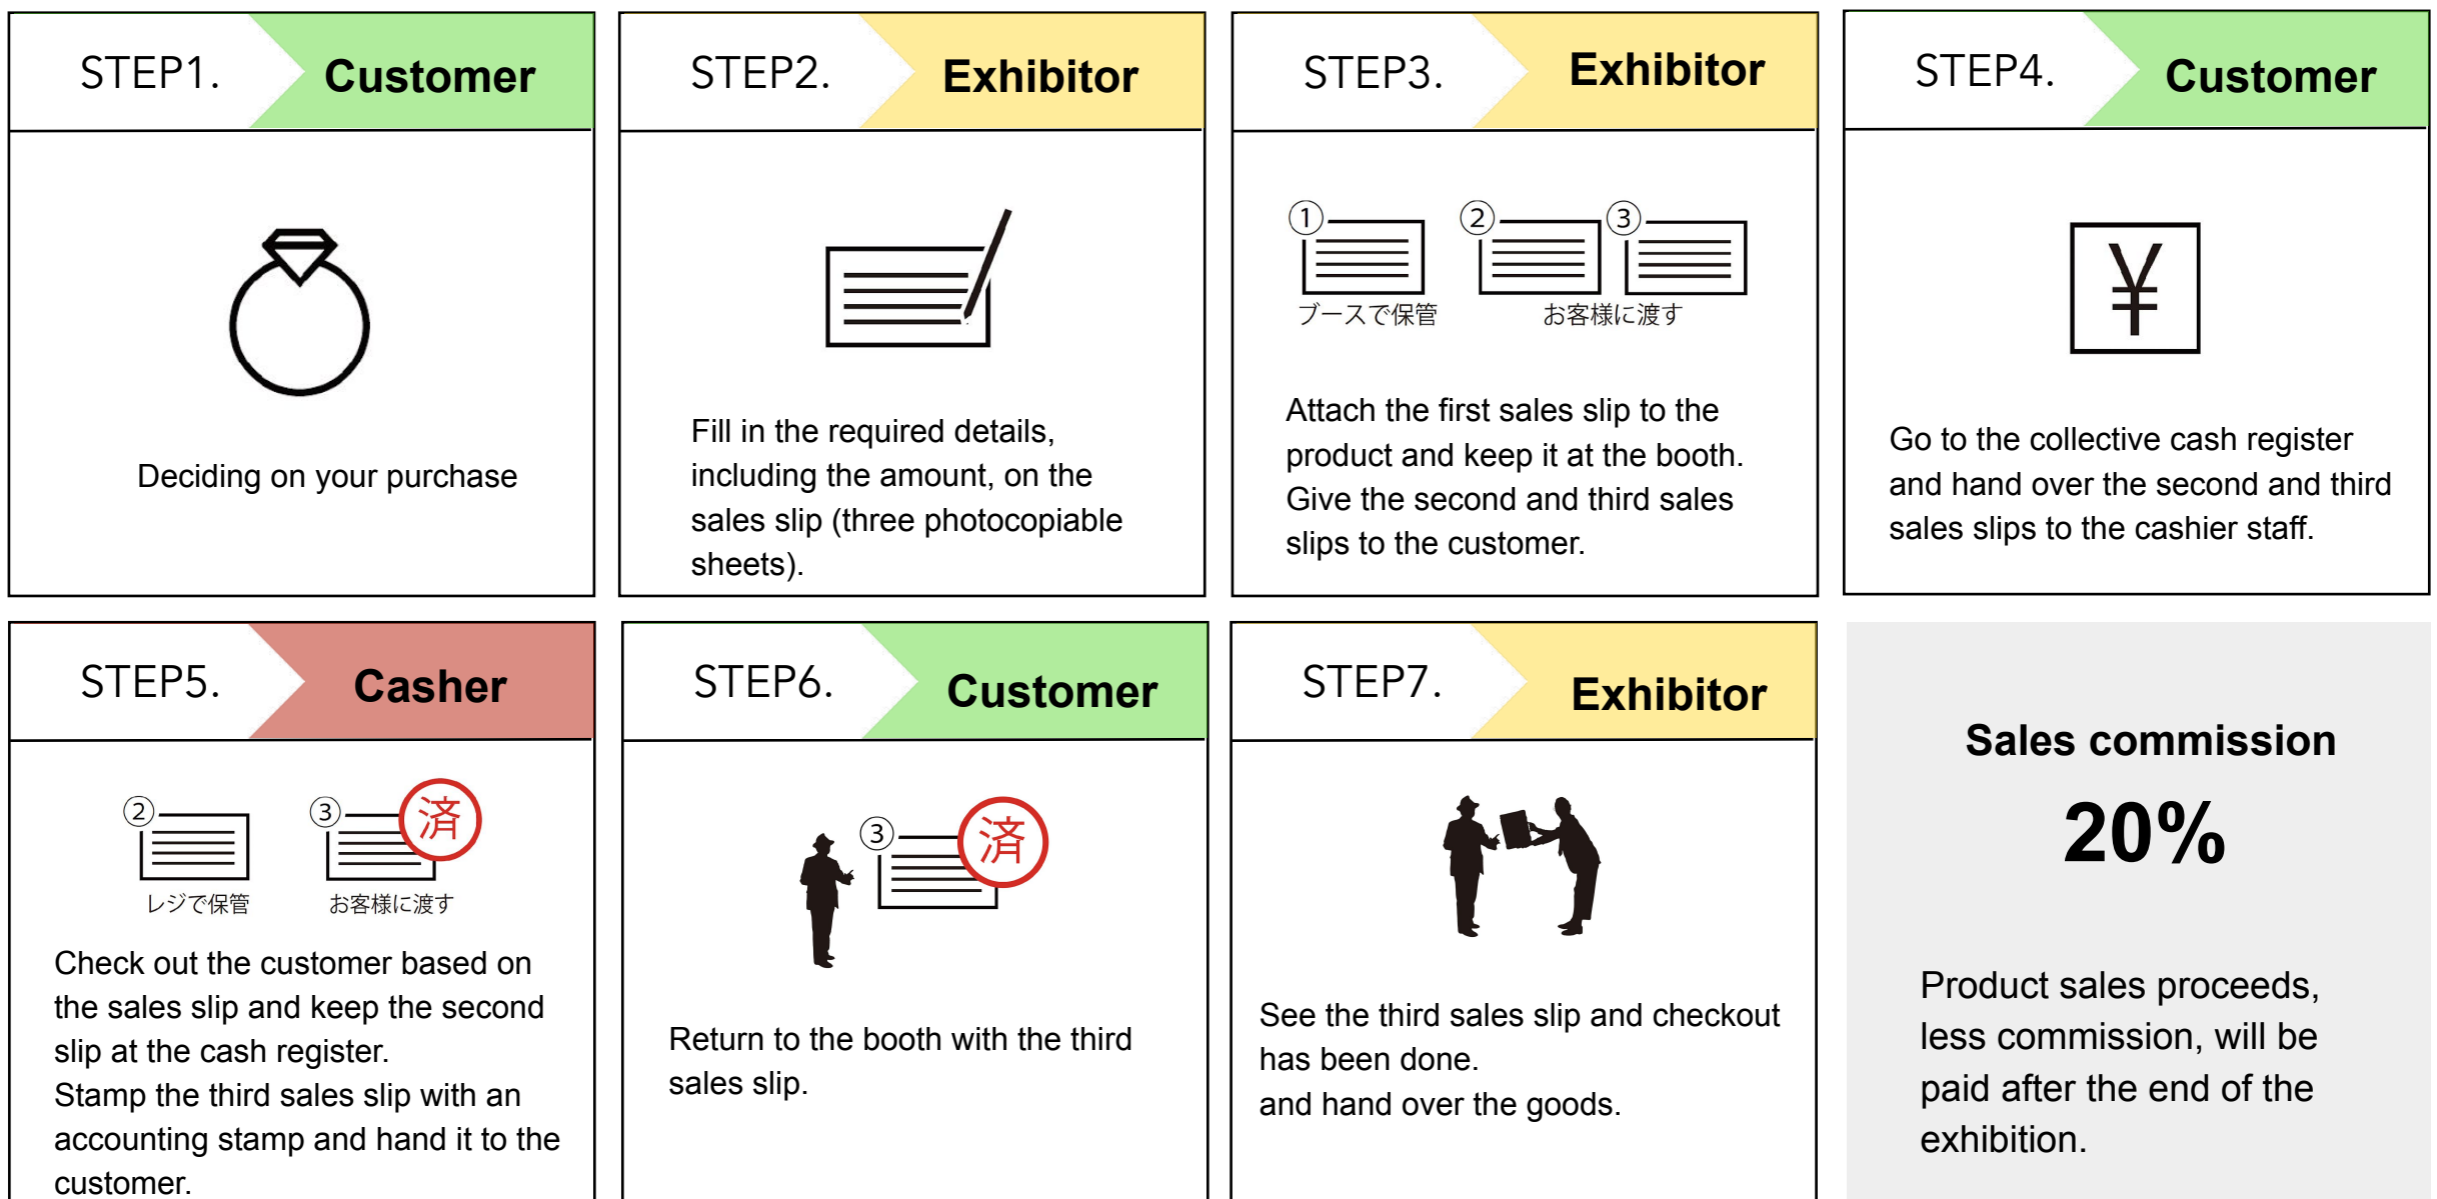 STEP1.
Customer
Deciding on your purchase
STEP2.
Exhibitor
Fill in the required details,
including the amount, on the
sales slip (three photocopiable
sheets).
STEP3.
Exhibitor
① ② ③
ブースで保管 お客様に渡す
Attach the first sales slip to the
product and keep it at the booth.
Give the second and third sales
slips to the customer.
STEP4.
Customer
¥
Go to the collective cash register
and hand over the second and third
sales slips to the cashier staff.
STEP5.
Casher
② ③ 済
レジで保管 お客様に渡す
Check out the customer based on
the sales slip and keep the second
slip at the cash register.
Stamp the third sales slip with an
accounting stamp and hand it to the
customer.
STEP6.
Customer
③ 済
Return to the booth with the third
sales slip.
STEP7.
Exhibitor
See the third sales slip and checkout
has been done.
and hand over the goods.
Sales commission
20%
Product sales proceeds,
less commission, will be
paid after the end of the
exhibition.